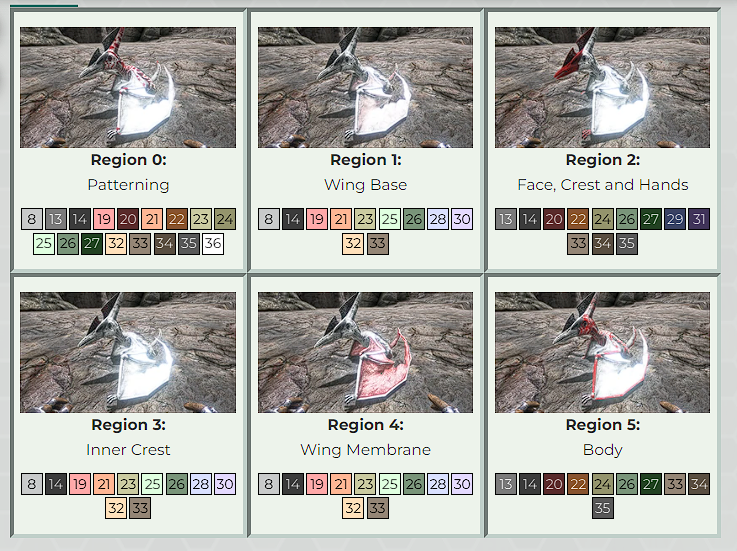 Region 0:
Patterning
8 13 14 19 20 21 22 23 24
25 26 27 32 33 34 35 36
Region 1:
Wing Base
8 14 19 21 23 25 26 28 30
32 33
Region 2:
Face, Crest and Hands
13 14 20 22 24 26 27 29 31
33 34 35
Region 3:
Inner Crest
8 14 19 21 23 25 26 28 30
32 33
Region 4:
Wing Membrane
8 14 19 21 23 25 26 28 30
32 33
Region 5:
Body
13 14 20 22 24 26 27 33 34
35